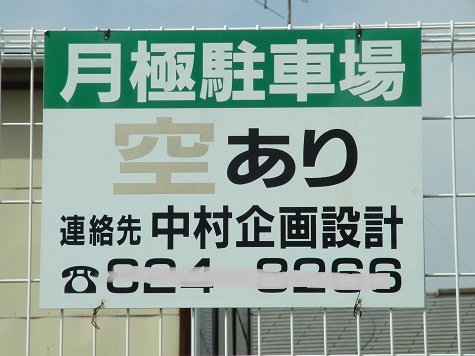 月極駐車場
空あり
連絡先 中村企画設計
☎